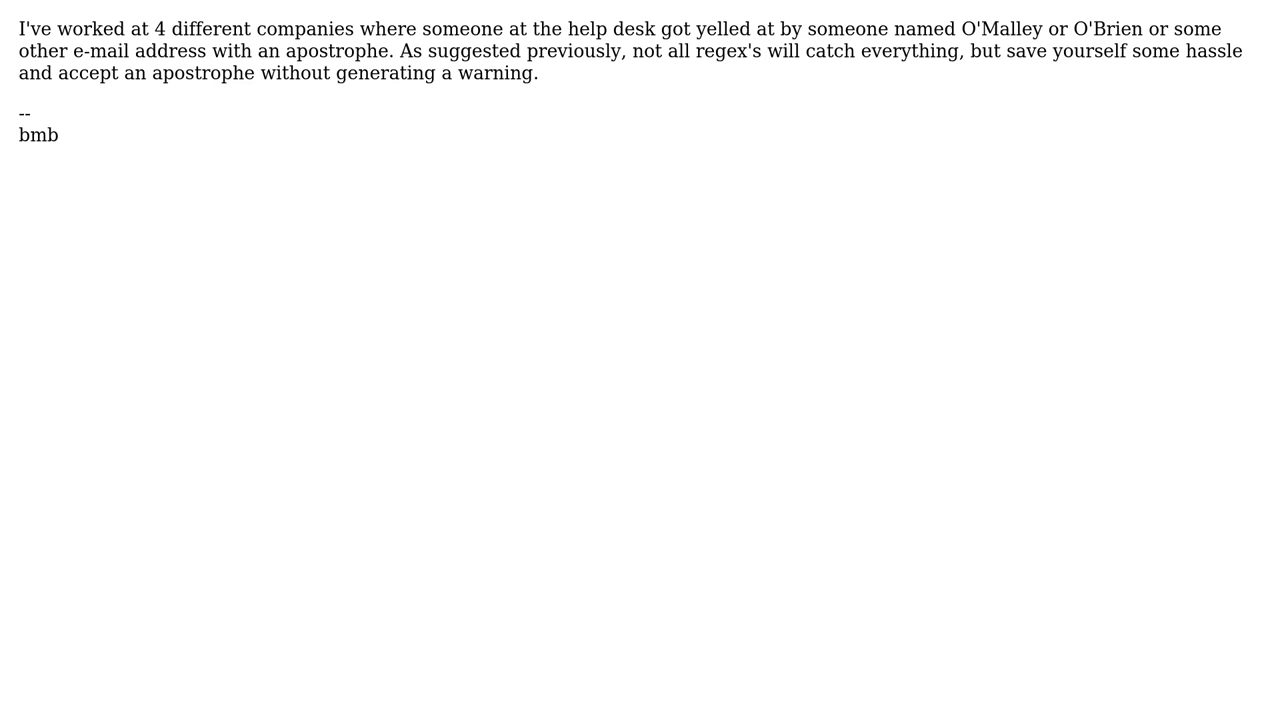 I've worked at 4 different companies where someone at the help desk got yelled at by someone named O'Malley or O'Brien or some
other e-mail address with an apostrophe. As suggested previously, not all regex's will catch everything, but save yourself some hassle
and accept an apostrophe without generating a warning.
--
bmb